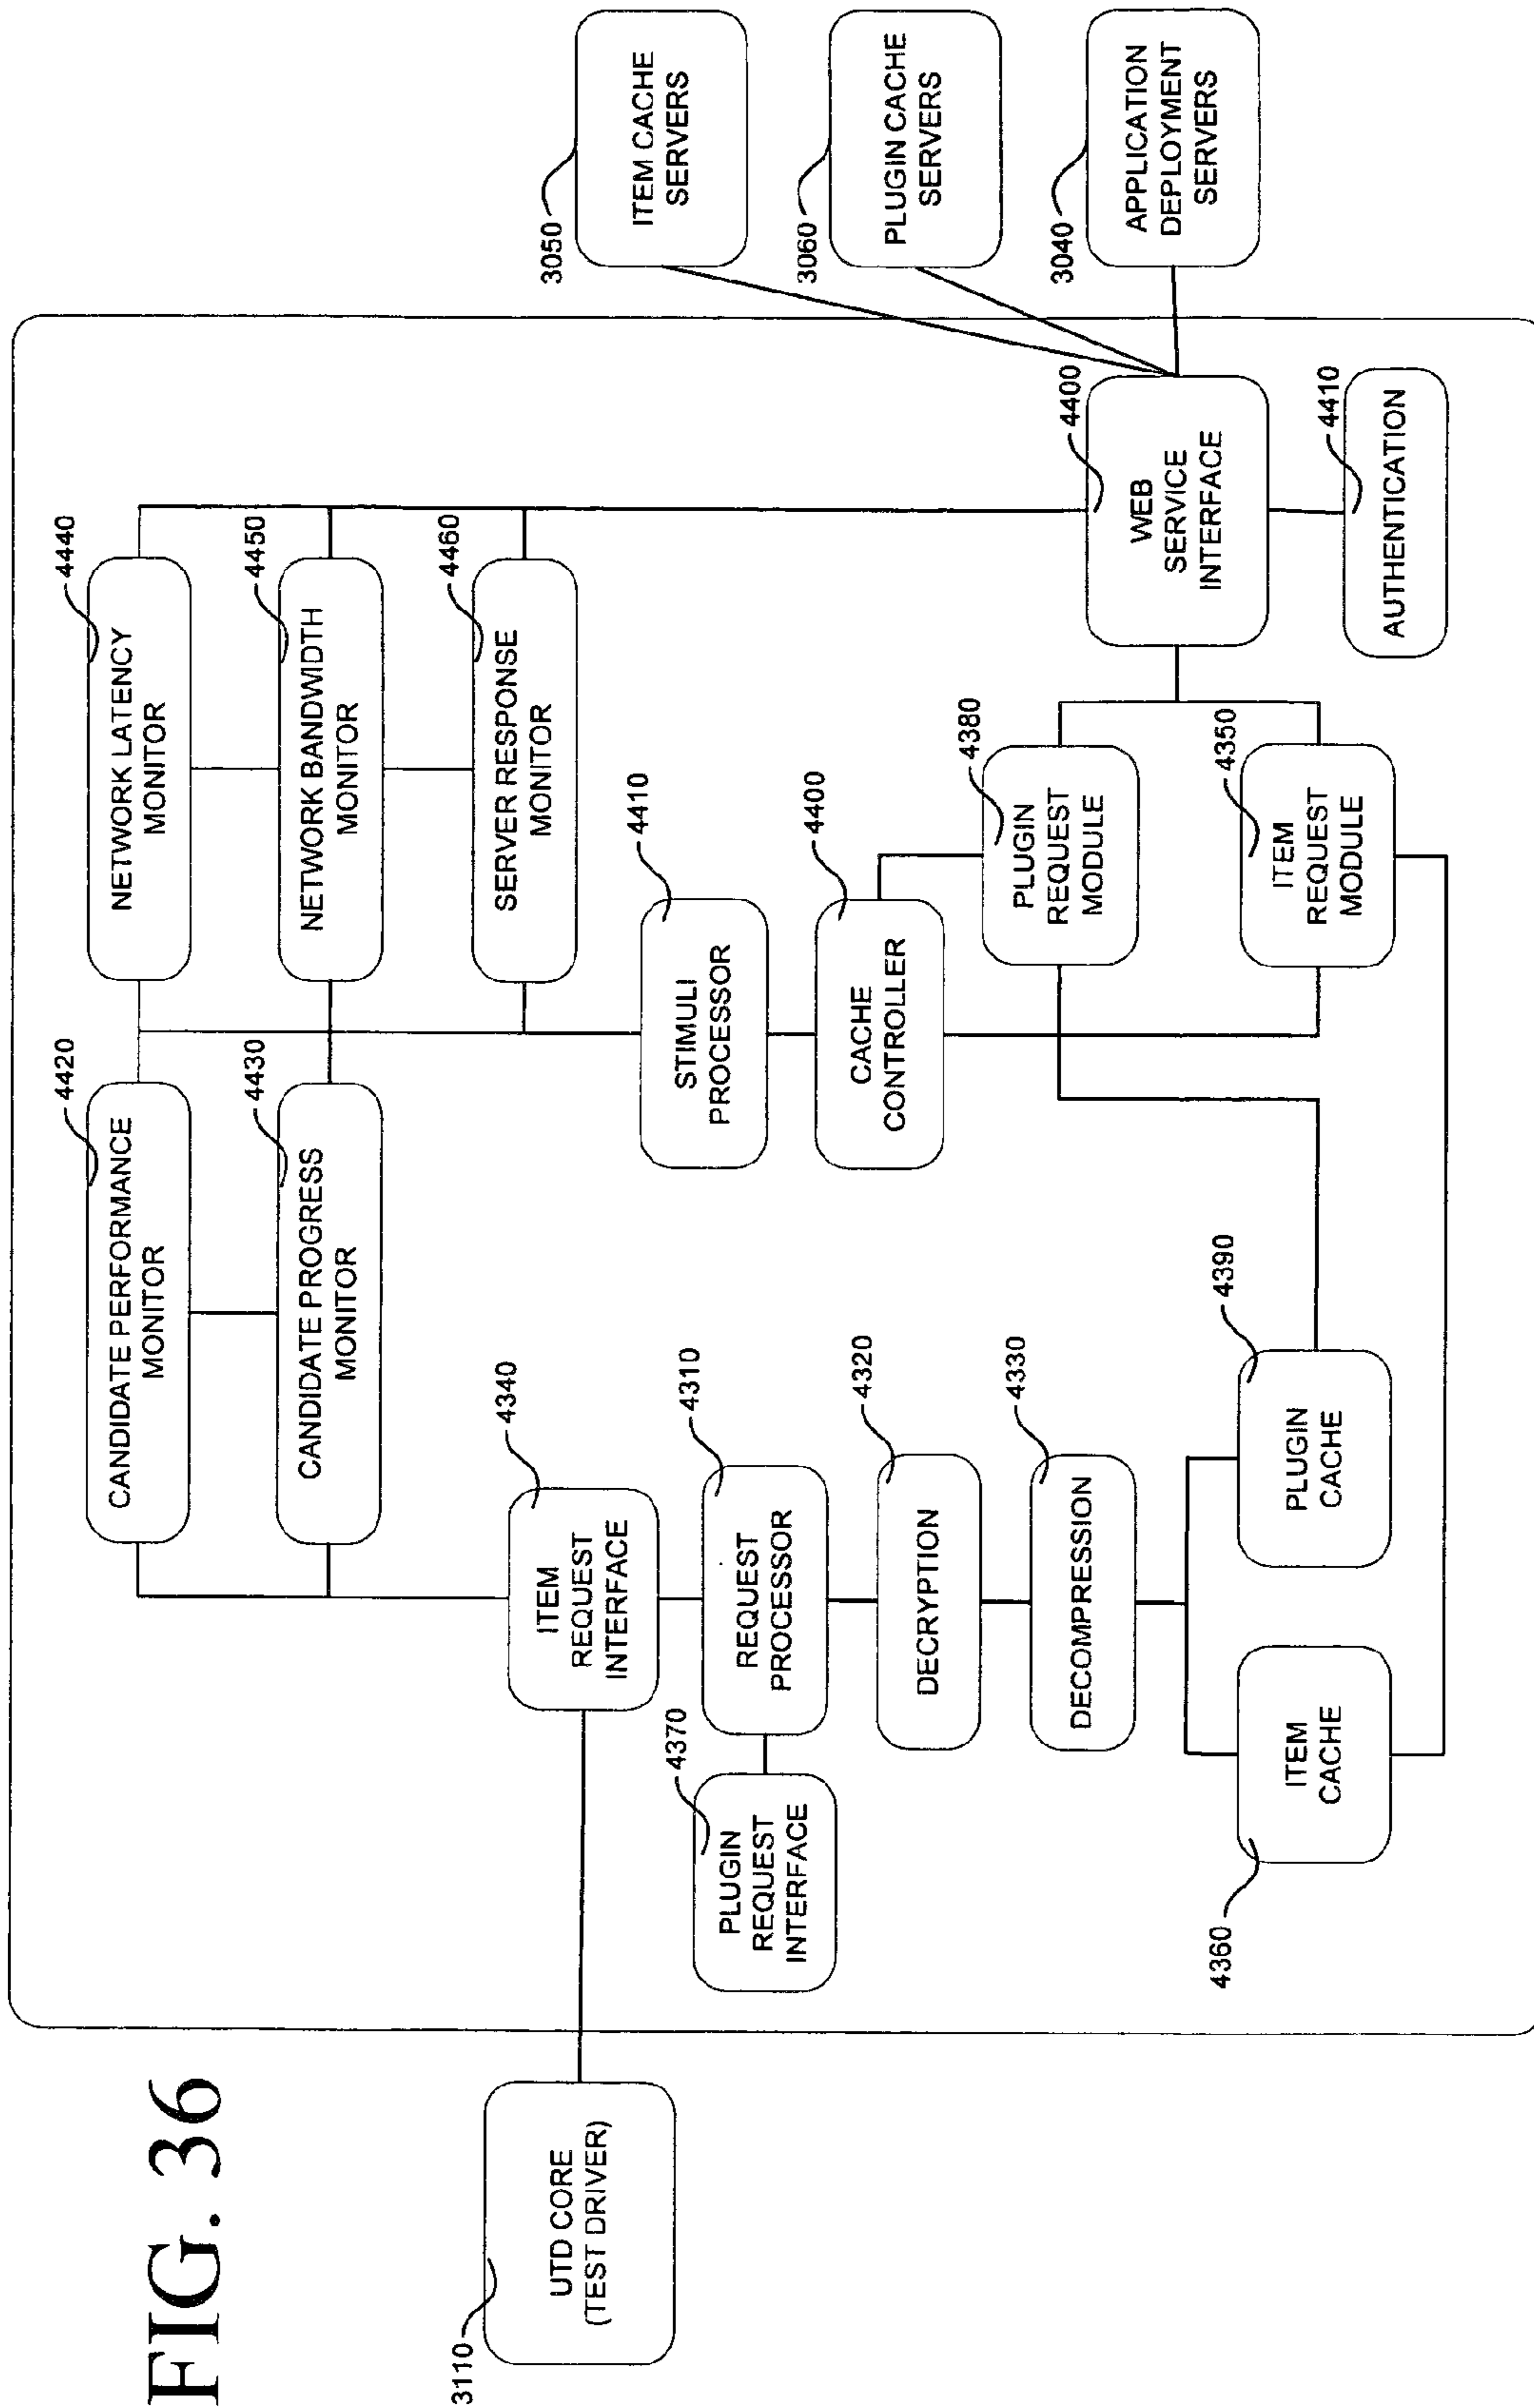 FIG. 36
3110
UTD CORE
(TEST DRIVER)
4420
CANDIDATE PERFORMANCE
MONITOR
4430
CANDIDATE PROGRESS
MONITOR
4440
NETWORK LATENCY
MONITOR
4450
NETWORK BANDWIDTH
MONITOR
4460
SERVER RESPONSE
MONITOR
4340
ITEM
REQUEST
INTERFACE
4370
PLUGIN
REQUEST
INTERFACE
4310
REQUEST
PROCESSOR
4320
DECRYPTION
4330
DECOMPRESSION
4360
ITEM
CACHE
4390
PLUGIN
CACHE
4410
STIMULI
PROCESSOR
4400
CACHE
CONTROLLER
4380
PLUGIN
REQUEST
MODULE
4350
ITEM
REQUEST
MODULE
4400
WEB
SERVICE
INTERFACE
4410
AUTHENTICATION
3050
ITEM CACHE
SERVERS
3060
PLUGIN CACHE
SERVERS
3040
APPLICATION
DEPLOYMENT
SERVERS